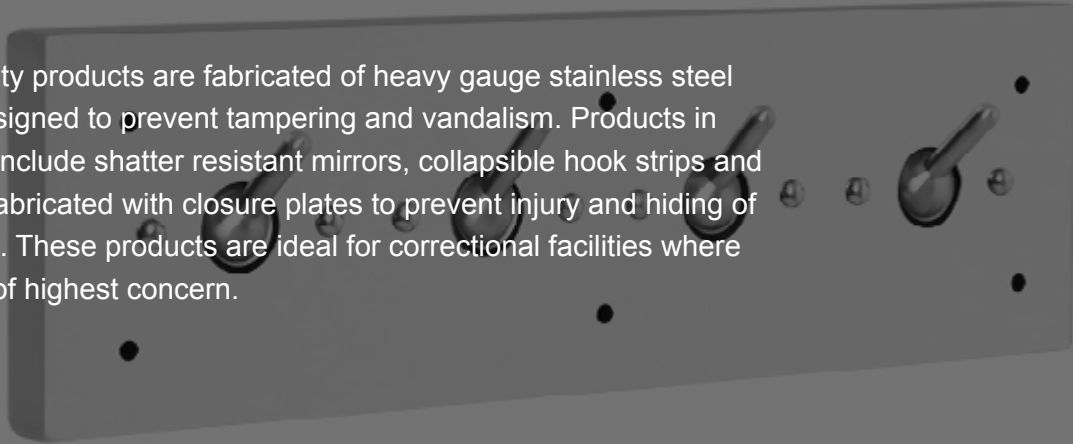 ty products are fabricated of heavy gauge stainless steel
signed to prevent tampering and vandalism. Products in
nclude shatter resistant mirrors, collapsible hook strips and
abricated with closure plates to prevent injury and hiding of
. These products are ideal for correctional facilities where
of highest concern.